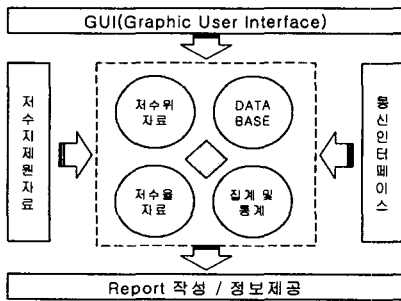 GUI(Graphic User Interface)
저수지제원자료
저수위
자료
DATA
BASE
저수율
자료
집계 및
통계
통신인터페이스
Report 작성 / 정보제공